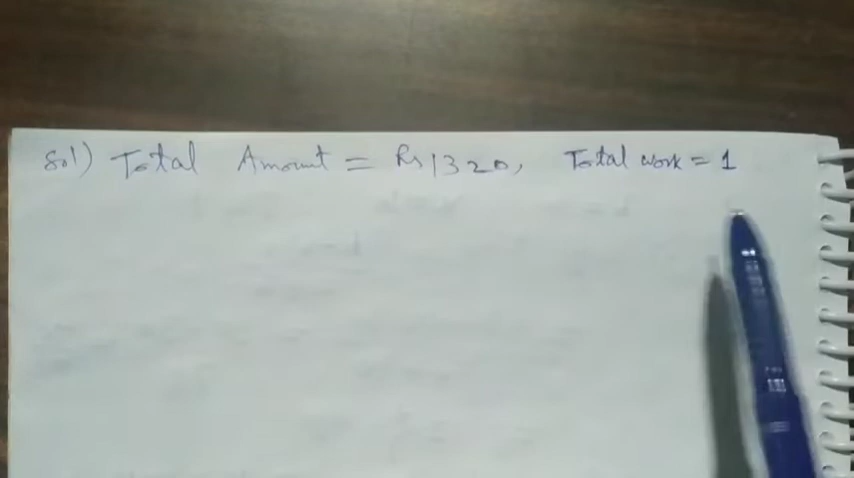 Sol) Total Amount = Rs 1320, Total work = 1